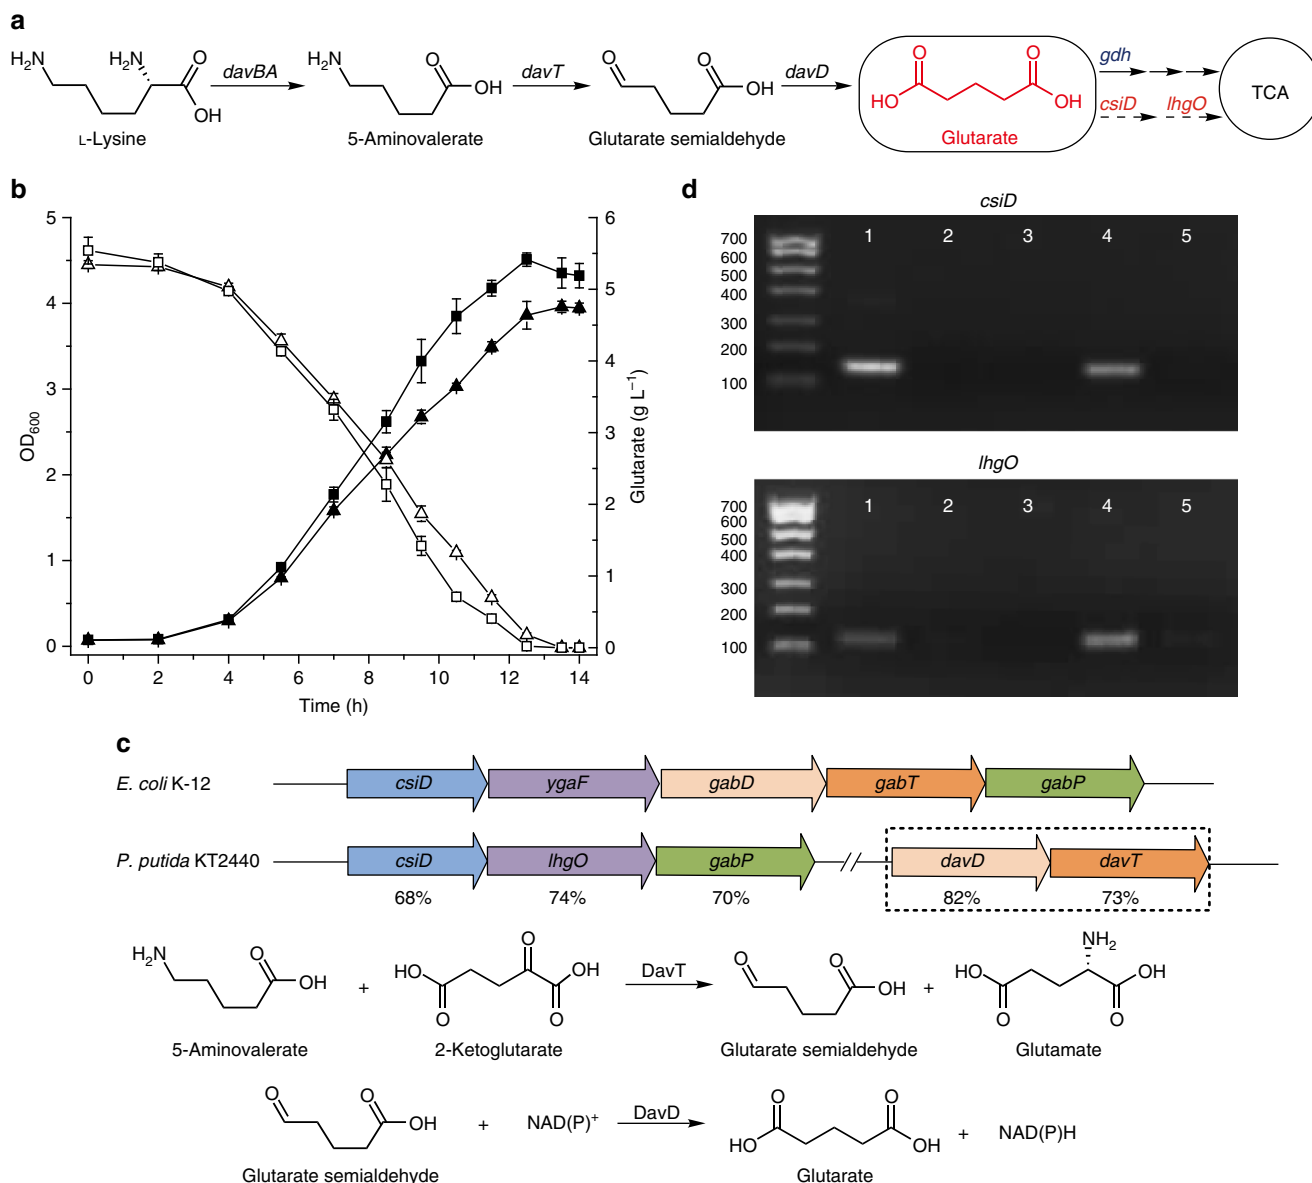 a
H₂N H₂N O OH
L-Lysine
davBA
H₂N O OH
5-Aminovalerate
davT
O O OH
Glutarate semialdehyde
davD
O O HO OH
Glutarate
gdh
csiD lhgO
TCA
b
5
4
3
2
1
0
OD₆₀₀
6
5
4
3
2
1
0
Glutarate (g L⁻¹)
0 2 4 6 8 10 12 14
Time (h)
d
csiD
1 2 3 4 5
700
600
500
400
300
200
100
lhgO
1 2 3 4 5
700
600
500
400
300
200
100
c
E. coli K-12
csiD ygaF gabD gabT gabP
P. putida KT2440
csiD lhgO gabP // davD davT
68% 74% 70% 82% 73%
H₂N O OH + HO O O O OH DavT O O OH + HO O NH₂ O OH
5-Aminovalerate 2-Ketoglutarate Glutarate semialdehyde Glutamate
O O OH + NAD(P)⁺ DavD HO O O OH + NAD(P)H
Glutarate semialdehyde Glutarate